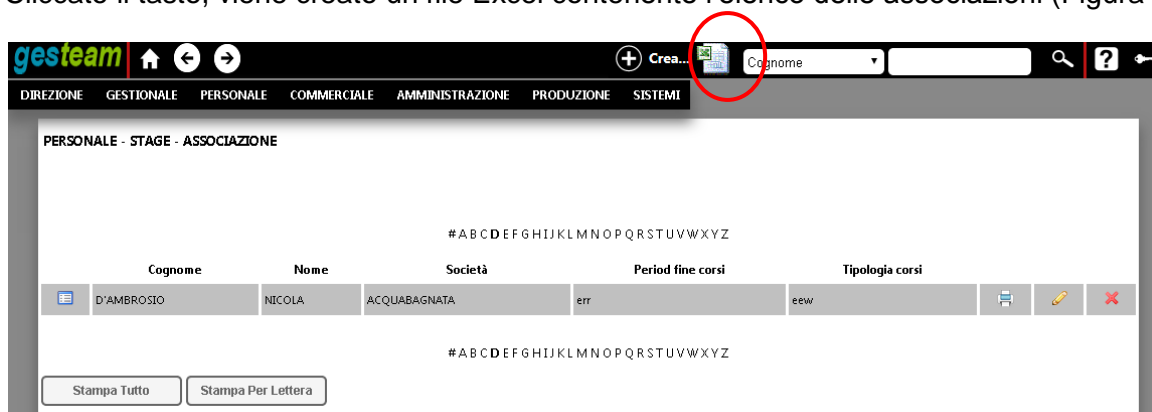 Cliccato il tasto, viene creato un file Excel contenente l'elenco delle associazioni (Figura
gesteam Crea... Cognome ?
DIREZIONE GESTIONALE PERSONALE COMMERCIALE AMMINISTRAZIONE PRODUZIONE SISTEMI
PERSONALE - STAGE - ASSOCIAZIONE
# A B C D E F G H I J K L M N O P Q R S T U V W X Y Z
Cognome Nome Società Period fine corsi Tipologia corsi
D'AMBROSIO NICOLA ACQUABAGNATA err eew
# A B C D E F G H I J K L M N O P Q R S T U V W X Y Z
Stampa Tutto Stampa Per Lettera